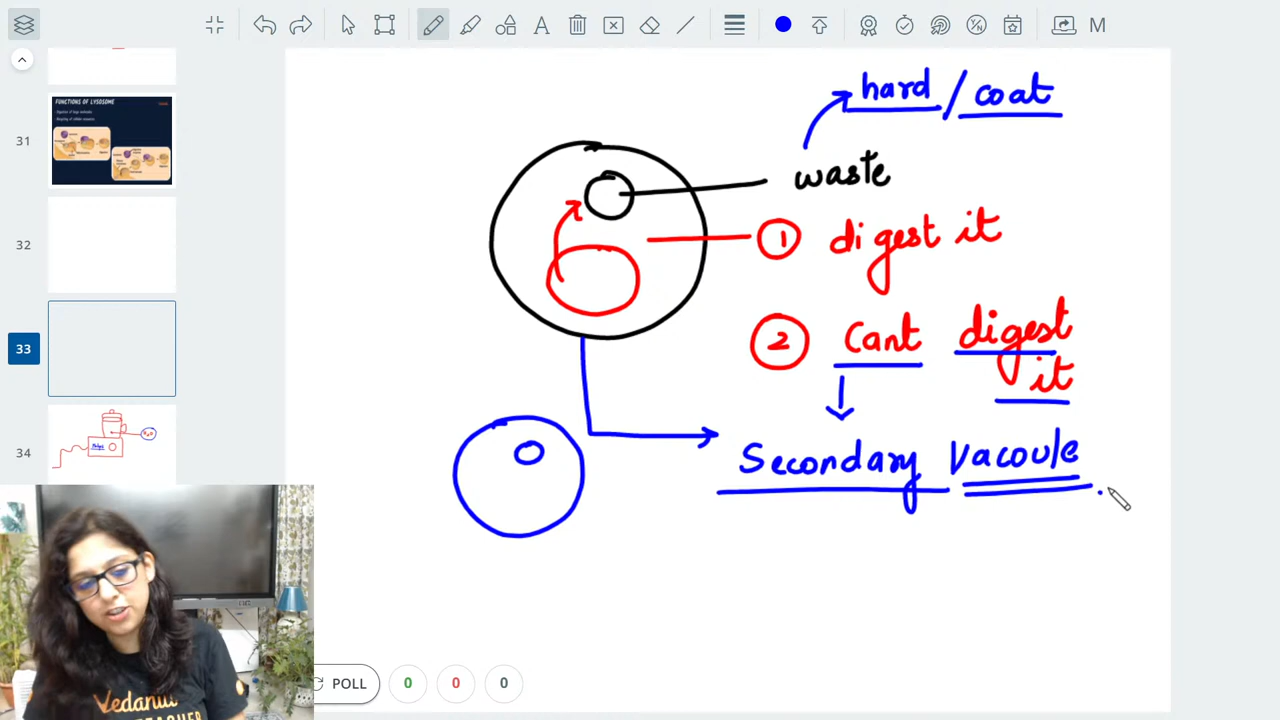 M
31
FUNCTIONS OF LYSOSOME
32
33
34
hard / coat
waste
1 digest it
2 Cant digest
it
Secondary Vacoule
POLL
0
0
0
Vedantu